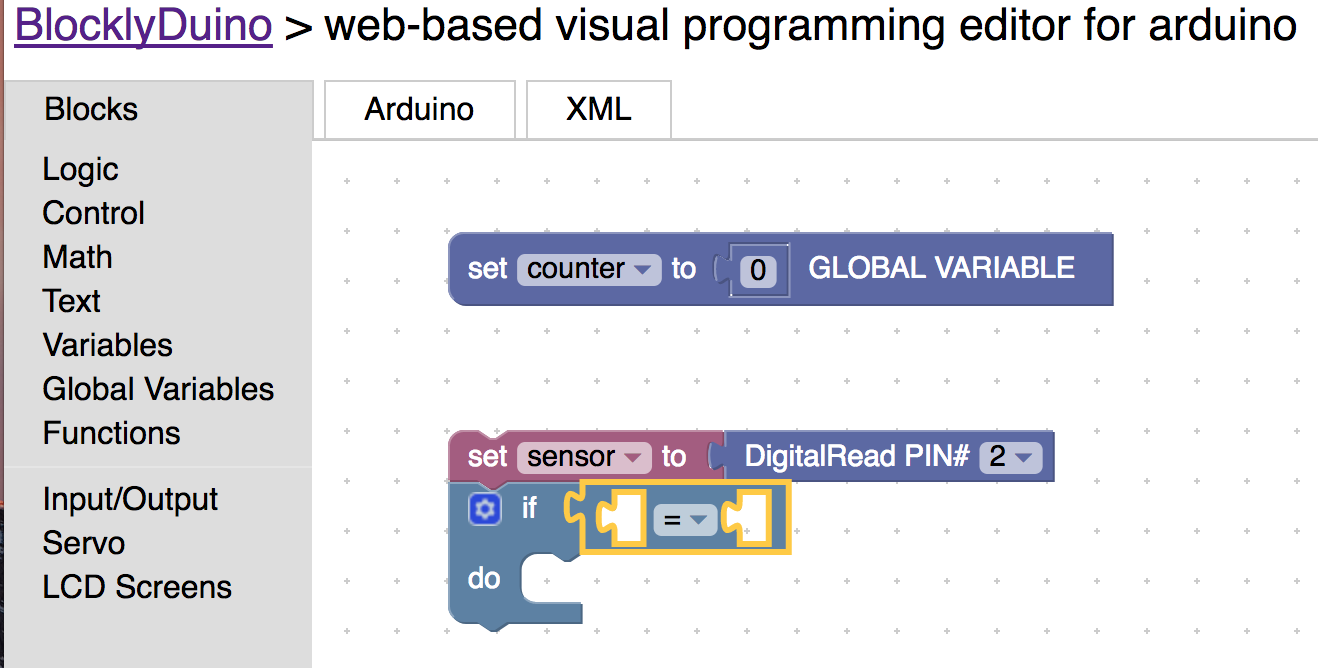 BlocklyDuino > web-based visual programming editor for arduino
Blocks
Arduino
XML
Logic
Control
Math
Text
Variables
Global Variables
Functions
Input/Output
Servo
LCD Screens
set counter to 0 GLOBAL VARIABLE
set sensor to DigitalRead PIN# 2
if =
do